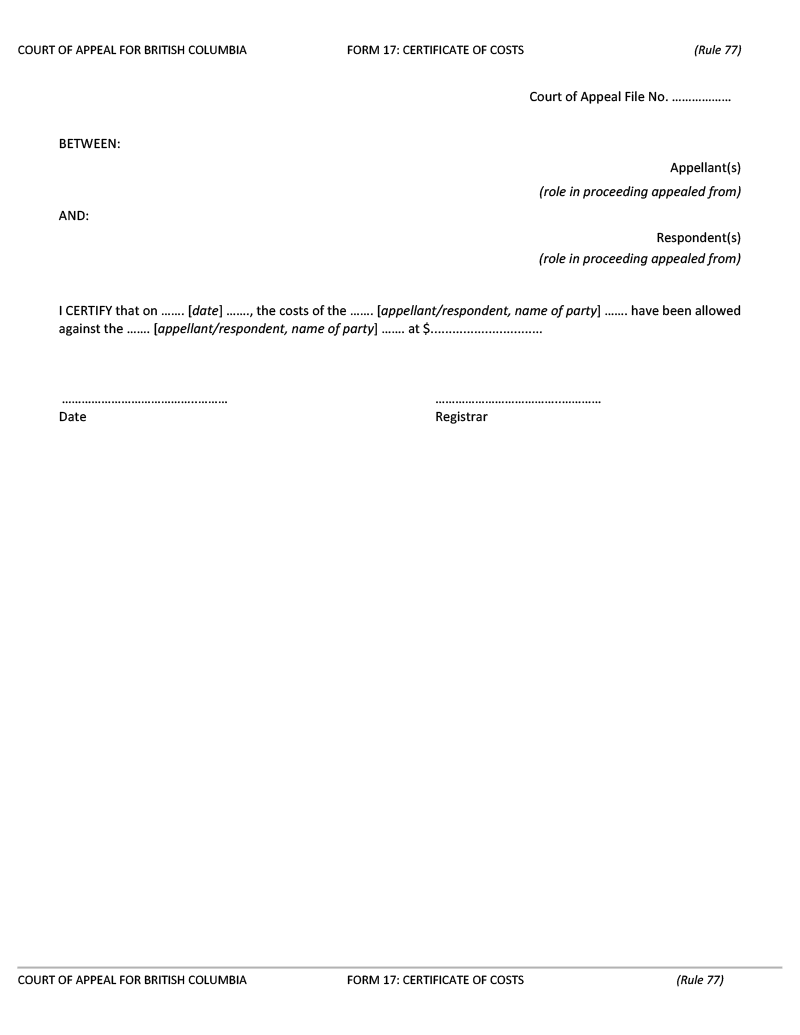 COURT OF APPEAL FOR BRITISH COLUMBIA FORM 17: CERTIFICATE OF COSTS (Rule 77)
Court of Appeal File No. ………………
BETWEEN:
Appellant(s)
(role in proceeding appealed from)
AND:
Respondent(s)
(role in proceeding appealed from)
I CERTIFY that on ……. [date] ……., the costs of the ……. [appellant/respondent, name of party] ……. have been allowed
against the ……. [appellant/respondent, name of party] ……. at $...............................
…………………………………..……… …………………………………..………
Date Registrar
COURT OF APPEAL FOR BRITISH COLUMBIA FORM 17: CERTIFICATE OF COSTS (Rule 77)